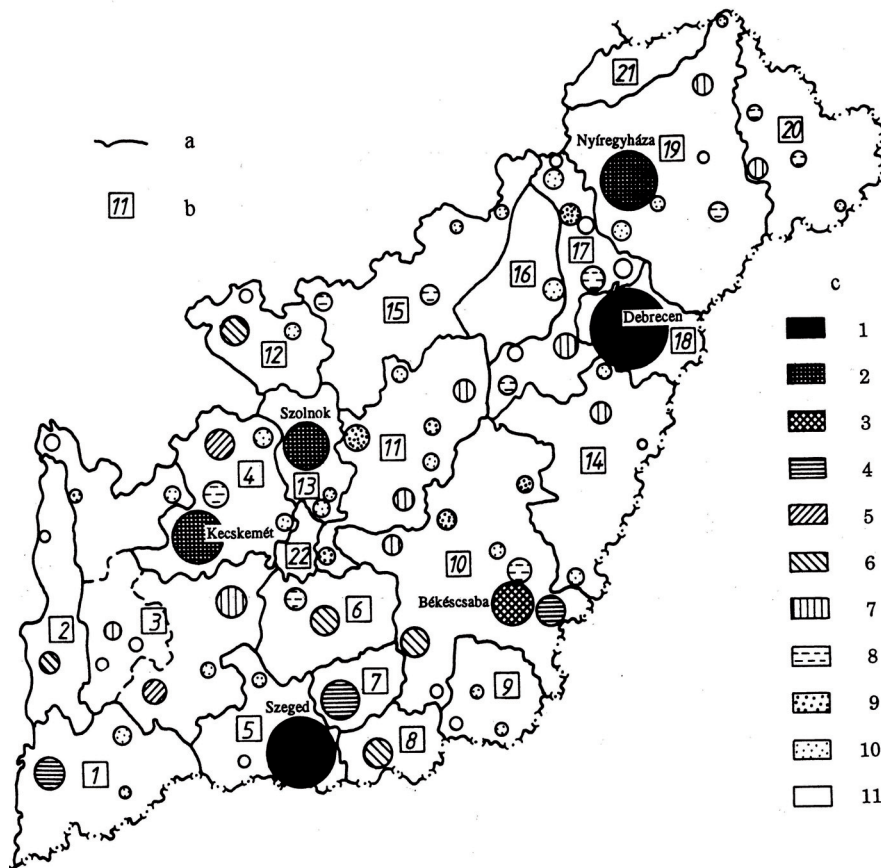 21
a
20
Nyíregyháza 19
11 b
17
16
c
15
Debrecen 1
12 18
2
Szolnok
11 3
4 14
13 4
Kecskemét 5
22 10
6
Békéscsaba
6 7
2 3
8
7 9
Szeged
5 9
8 10
1
11